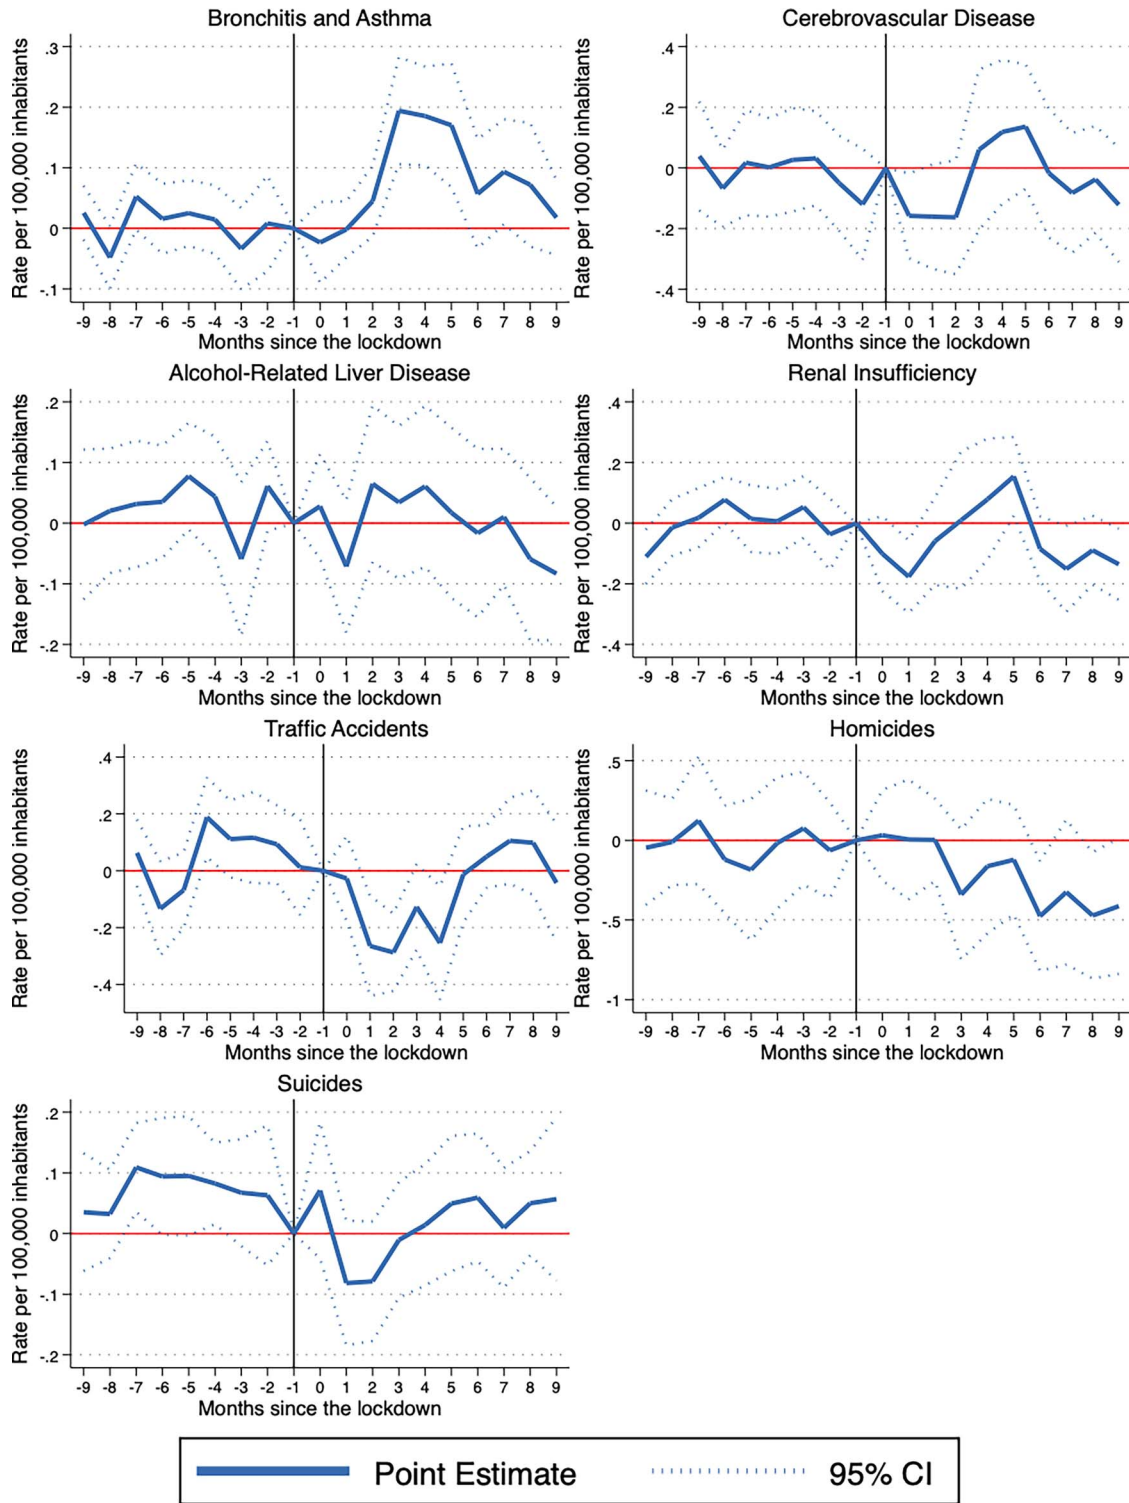 Bronchitis and Asthma
Rate per 100,000 inhabitants
.3
.2
.1
0
-.1
-9 -8 -7 -6 -5 -4 -3 -2 -1 0 1 2 3 4 5 6 7 8 9
Months since the lockdown
Cerebrovascular Disease
Rate per 100,000 inhabitants
.4
.2
0
-.2
-.4
-9 -8 -7 -6 -5 -4 -3 -2 -1 0 1 2 3 4 5 6 7 8 9
Months since the lockdown
Alcohol-Related Liver Disease
Rate per 100,000 inhabitants
.2
.1
0
-.1
-.2
-9 -8 -7 -6 -5 -4 -3 -2 -1 0 1 2 3 4 5 6 7 8 9
Months since the lockdown
Renal Insufficiency
Rate per 100,000 inhabitants
.4
.2
0
-.2
-.4
-9 -8 -7 -6 -5 -4 -3 -2 -1 0 1 2 3 4 5 6 7 8 9
Months since the lockdown
Traffic Accidents
Rate per 100,000 inhabitants
.4
.2
0
-.2
-.4
-9 -8 -7 -6 -5 -4 -3 -2 -1 0 1 2 3 4 5 6 7 8 9
Months since the lockdown
Homicides
Rate per 100,000 inhabitants
.5
0
-.5
-1
-9 -8 -7 -6 -5 -4 -3 -2 -1 0 1 2 3 4 5 6 7 8 9
Months since the lockdown
Suicides
Rate per 100,000 inhabitants
.2
.1
0
-.1
-.2
-9 -8 -7 -6 -5 -4 -3 -2 -1 0 1 2 3 4 5 6 7 8 9
Months since the lockdown
Point Estimate
95% CI